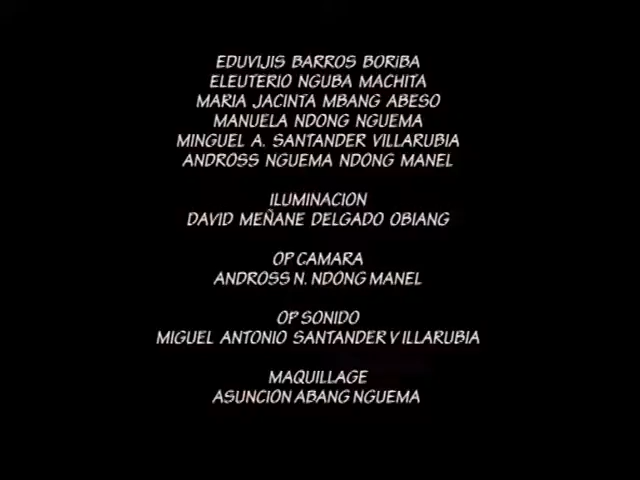 EDUVIJIS BARROS BORIBA
ELEUTERIO NGUBA MACHITA
MARIA JACINTA MBANG ABESO
MANUELA NDONG NGUEMA
MINGUEL A. SANTANDER VILLARUBIA
ANDROSS NGUEMA NDONG MANEL
ILUMINACION
DAVID MEÑANE DELGADO OBIANG
OP CAMARA
ANDROSS N. NDONG MANEL
OP SONIDO
MIGUEL ANTONIO SANTANDER V ILLARUBIA
MAQUILLAGE
ASUNCION ABANG NGUEMA